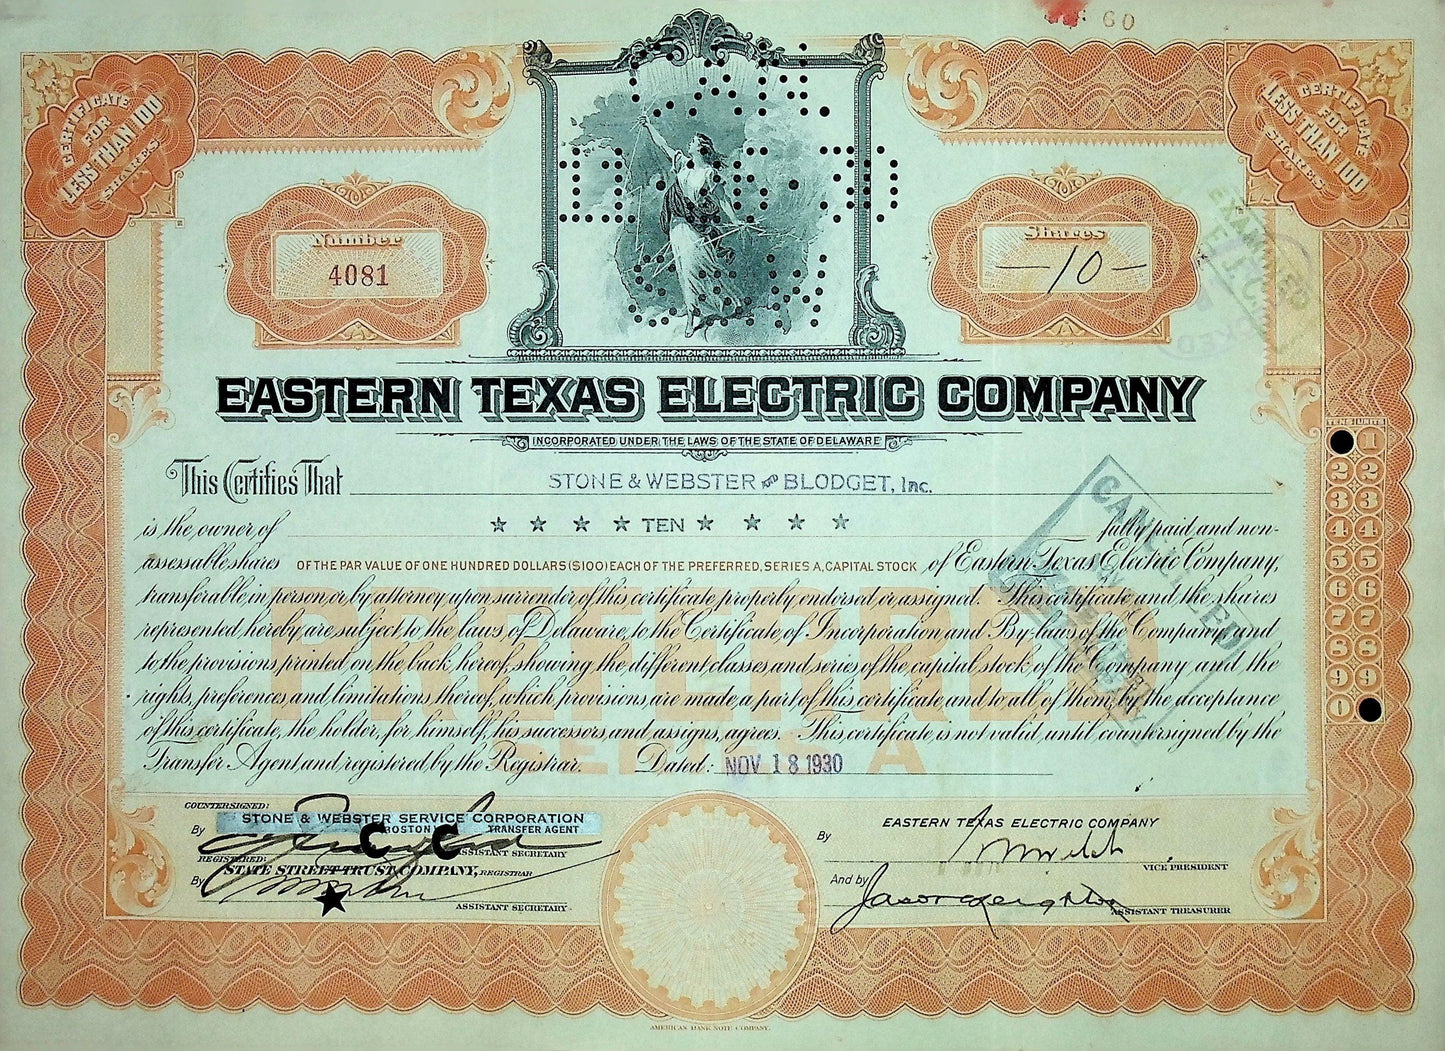 60
CERTIFICATE
FOR
LESS THAN 100
SHARES
CERTIFICATE
FOR
LESS THAN 100
SHARES
Number
4081
Shares
—10—
EASTERN TEXAS ELECTRIC COMPANY
INCORPORATED UNDER THE LAWS OF THE STATE OF DELAWARE
This Certifies That STONE & WEBSTER AND BLODGET, Inc.
is the owner of ☆ ☆ ☆ ☆ TEN ☆ ☆ ☆ ☆ fully paid and non-
assessable shares OF THE PAR VALUE OF ONE HUNDRED DOLLARS ($100) EACH OF THE PREFERRED, SERIES A, CAPITAL STOCK of Eastern Texas Electric Company,
transferable in person or by attorney upon surrender of this certificate properly endorsed or assigned. This certificate and the shares
represented hereby are subject to the laws of Delaware, to the Certificate of Incorporation and By-laws of the Company and
to the provisions printed on the back hereof, showing the different classes and series of the capital stock of the Company and the
rights, preferences and limitations thereof, which provisions are made a part of this certificate and to all of them, by the acceptance
of this certificate, the holder, for himself, his successors and assigns, agrees. This certificate is not valid until countersigned by the
Transfer Agent, and registered by the Registrar. Dated: NOV 18 1930
PREFERRED
SERIES A
CANCELLED
TENS UNITS
1
2 2
3 3
4 4
5 5
6 6
7 7
8 8
9 9
0
COUNTERSIGNED:
STONE & WEBSTER SERVICE CORPORATION
By BOSTON TRANSFER AGENT
ASSISTANT SECRETARY
REGISTERED:
STATE STREET TRUST COMPANY, REGISTRAR
By
ASSISTANT SECRETARY
EASTERN TEXAS ELECTRIC COMPANY
By
VICE PRESIDENT
And by
ASSISTANT TREASURER
AMERICAN BANK NOTE COMPANY.